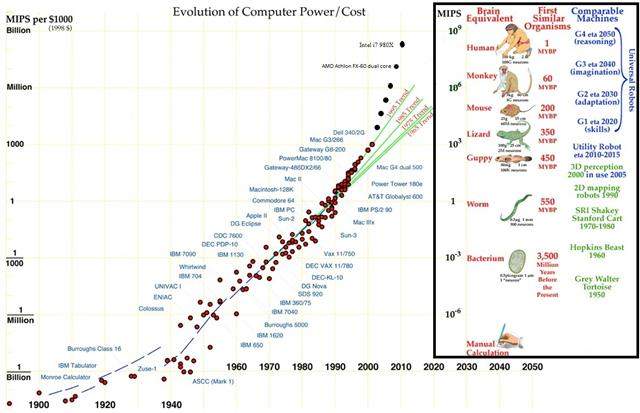 Evolution of Computer Power/Cost
MIPS per $1000
(1998 $)
Billion
Million
1000
1
1
1000
1
Million
1
Billion
Intel i7 980X
AMD Athlon FX-60 dual core
1995 Trend
1985 Trend
1975 Trend
1965 Trend
Dell 340/2G
Mac G3/266
Gateway G6-200
PowerMac 8100/80
Gateway-486DX2/66
Mac II
Macintosh-128K
Commodore 64
IBM PC
Apple II
Sun-2
DG Eclipse
CDC 7600
DEC PDP-10
IBM 7090
IBM 1130
Whirlwind
IBM 704
UNIVAC I
ENIAC
Colossus
Burroughs Class 16
IBM Tabulator
Monroe Calculator
Zuse-1
ASCC (Mark 1)
Mac G4 dual 500
Power Tower 180e
AT&T Globalyst 600
IBM PS/2 90
Mac IIfx
Sun-3
Vax 11/750
DEC VAX 11/780
DEC-KL-10
DG Nova
SDS 920
IBM 360/75
IBM 7040
Burroughs 5000
IBM 1620
IBM 650
1900
1920
1940
1960
1970
1980
1990
2000
2010
2020
2030
2040
2050
MIPS
Brain
Equivalent
First
Similar
Organisms
Comparable
Machines
10⁹
10⁶
10³
1
10⁻³
10⁻⁶
Human
1
MYBP
G4 eta 2050
(reasoning)
Monkey
60
MYBP
G3 eta 2040
(imagination)
Mouse
200
MYBP
G2 eta 2030
(adaptation)
Lizard
350
MYBP
G1 eta 2020
(skills)
Universal Robots
Guppy
450
MYBP
Utility Robot
eta 2010-2015
3D perception
2000 in use 2005
Worm
550
MYBP
2D mapping
robots 1990
SRI Shakey
Stanford Cart
1970-1980
Bacterium
3,500
Million
Years
Before
the
Present
Hopkins Beast
1960
Grey Walter
Tortoise
1950
Manual
Calculation